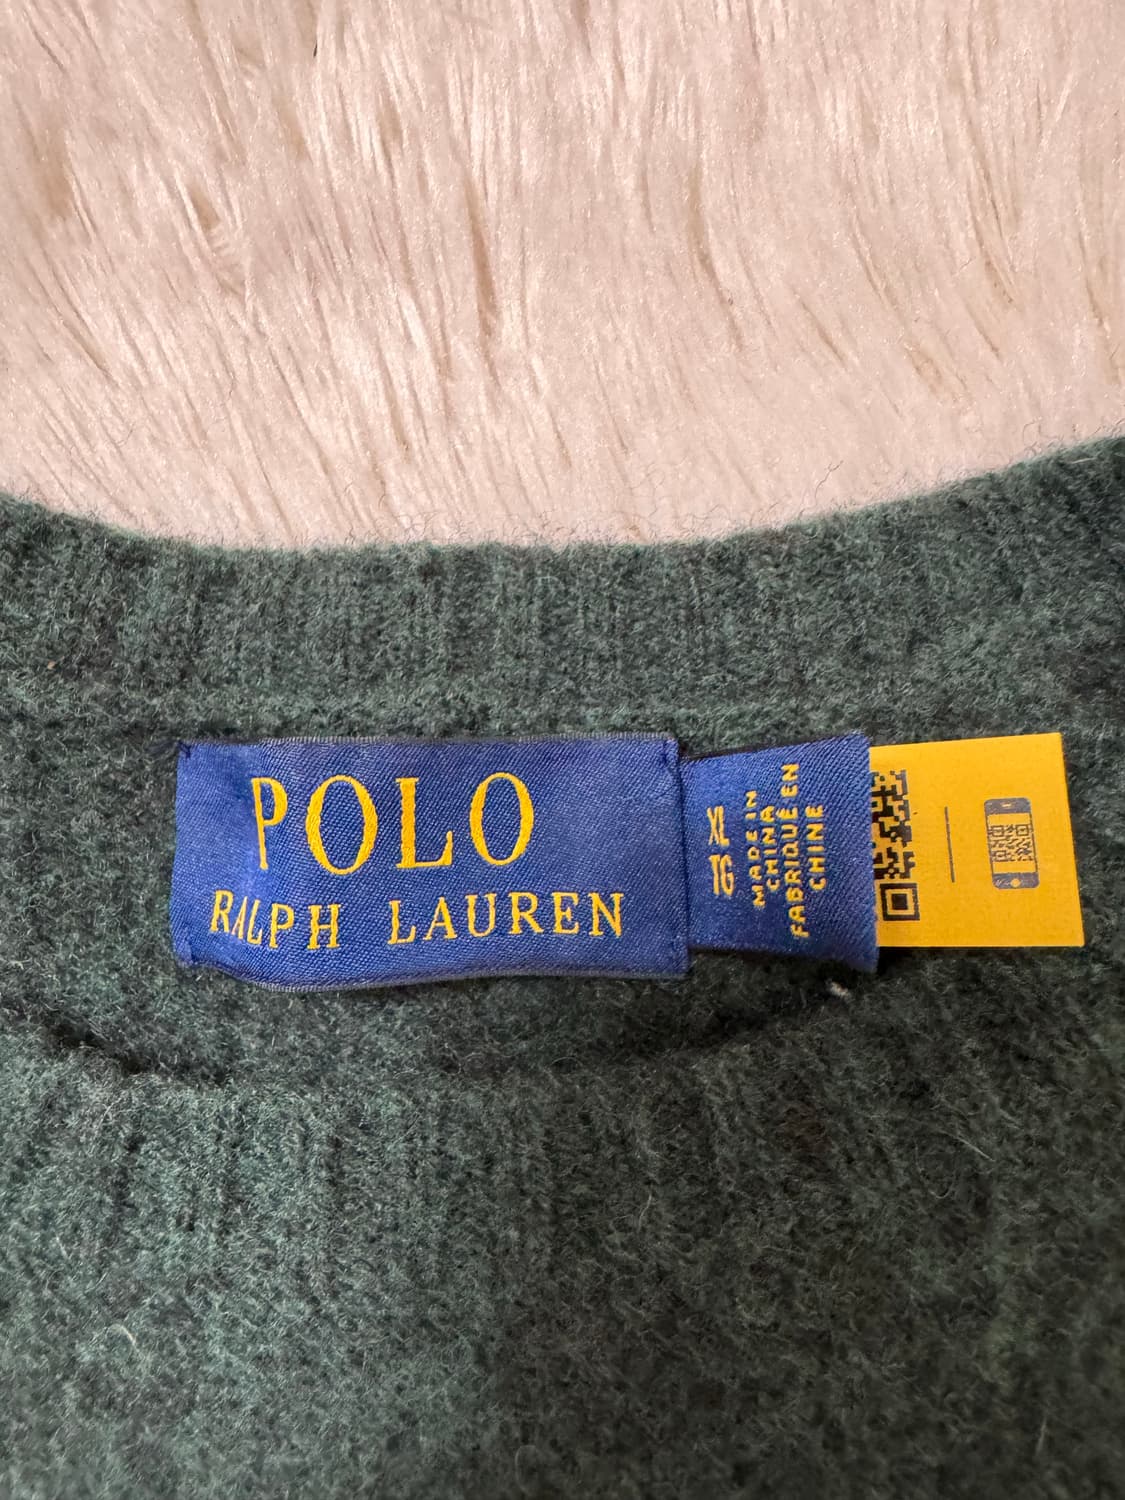 POLO
RALPH LAUREN
XL
TG
MADE IN
CHINA
FABRIQUÉ EN
CHINE